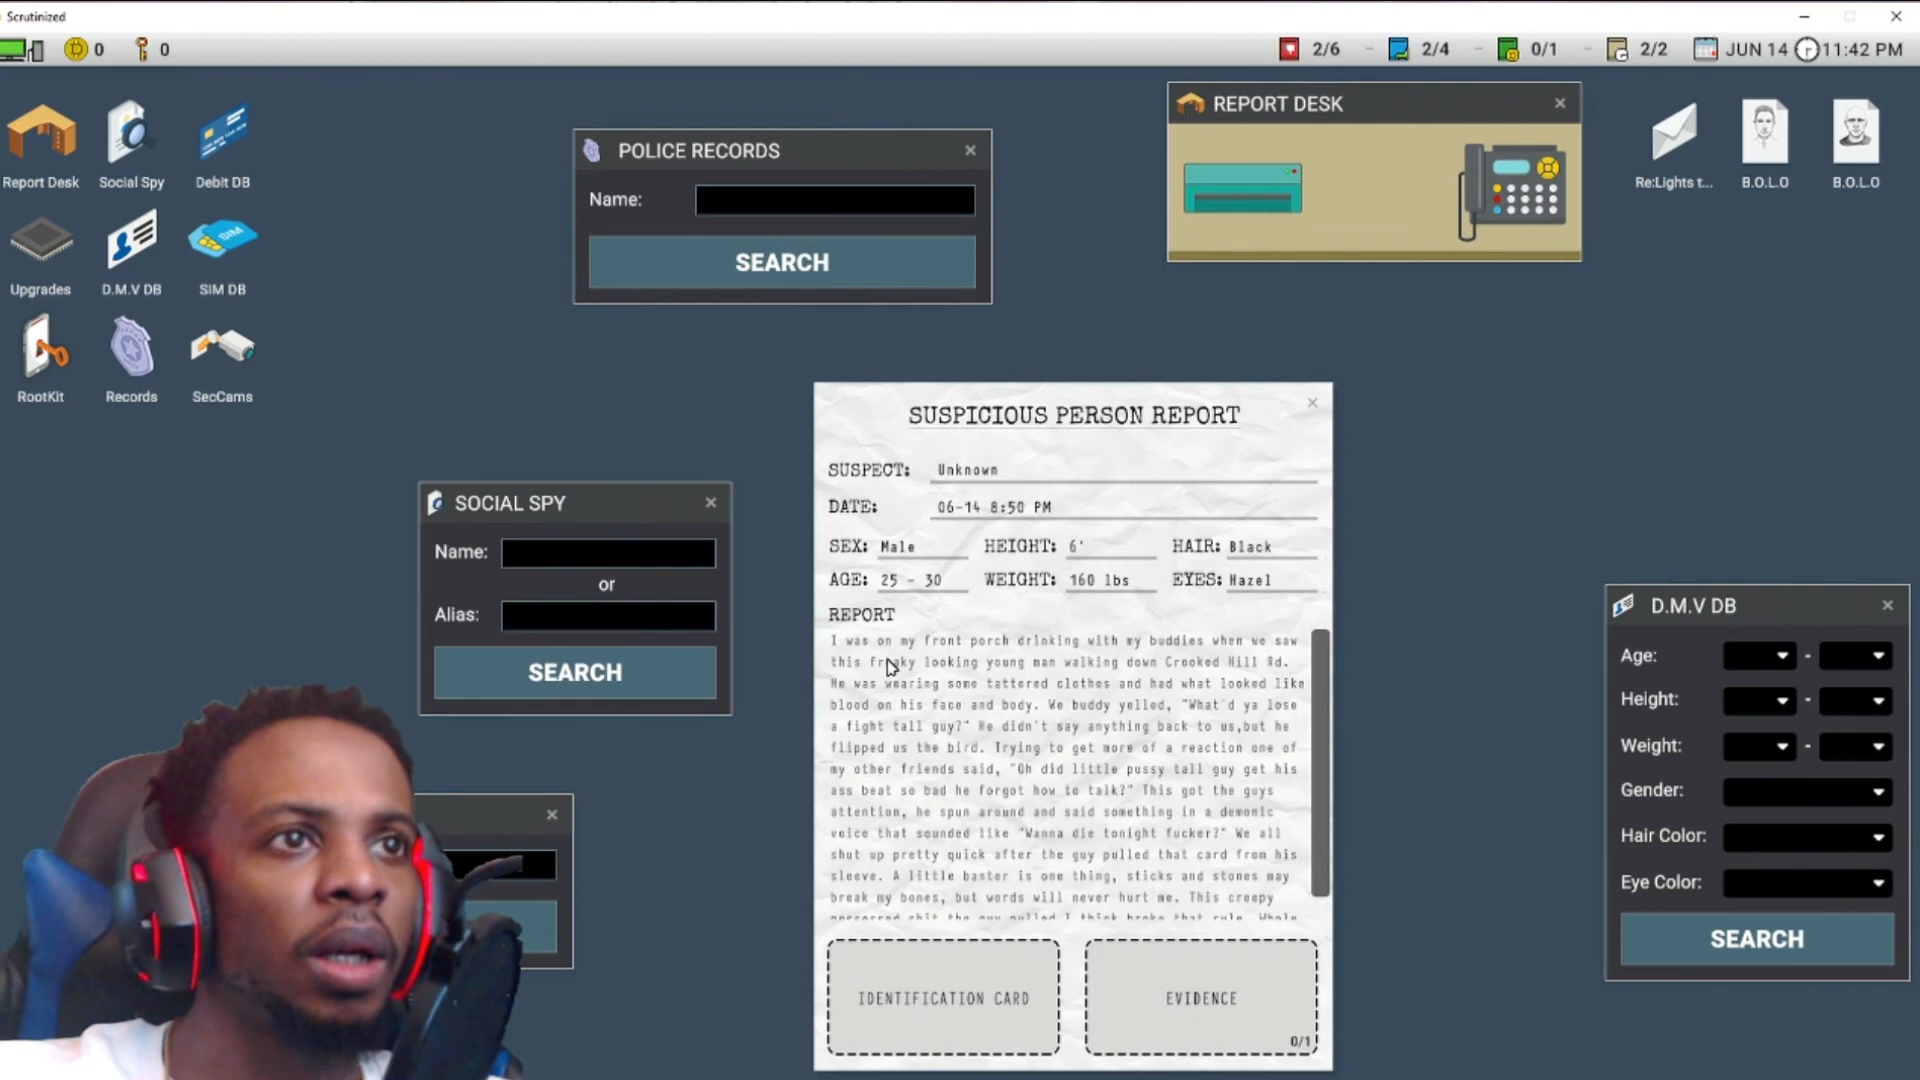 Scrutinized
0
0
2/6
2/4
0/1
2/2
JUN 14
11:42 PM
Report Desk
Social Spy
Debit DB
Upgrades
D.M.V DB
SIM DB
RootKit
Records
SecCams
POLICE RECORDS
Name:
SEARCH
REPORT DESK
Re:Lights t...
B.O.L.O
B.O.L.O
SOCIAL SPY
Name:
or
Alias:
SEARCH
SUSPICIOUS PERSON REPORT
SUSPECT: Unknown
DATE: 06-14 8:50 PM
SEX: Male HEIGHT: 6' HAIR: Black
AGE: 25 - 30 WEIGHT: 160 lbs EYES: Hazel
REPORT
I was on my front porch drinking with my buddies when we saw
this freaky looking young man walking down Crooked Hill Rd.
He was wearing some tattered clothes and had what looked like
blood on his face and body. We buddy yelled, "What'd ya lose
a fight tall guy?" He didn't say anything back to us,but he
flipped us the bird. Trying to get more of a reaction one of
my other friends said, "Oh did little pussy tall guy get his
ass beat so bad he forgot how to talk?" This got the guys
attention, he spun around and said something in a demonic
voice that sounded like "Wanna die tonight fucker?" We all
shut up pretty quick after the guy pulled that card from his
sleeve. A little banter is one thing, sticks and stones may
break my bones, but words will never hurt me. This creepy
possessed shit the guy pulled I think broke that rule. Whole
IDENTIFICATION CARD
EVIDENCE
0/1
D.M.V DB
Age: -
Height: -
Weight: -
Gender:
Hair Color:
Eye Color:
SEARCH